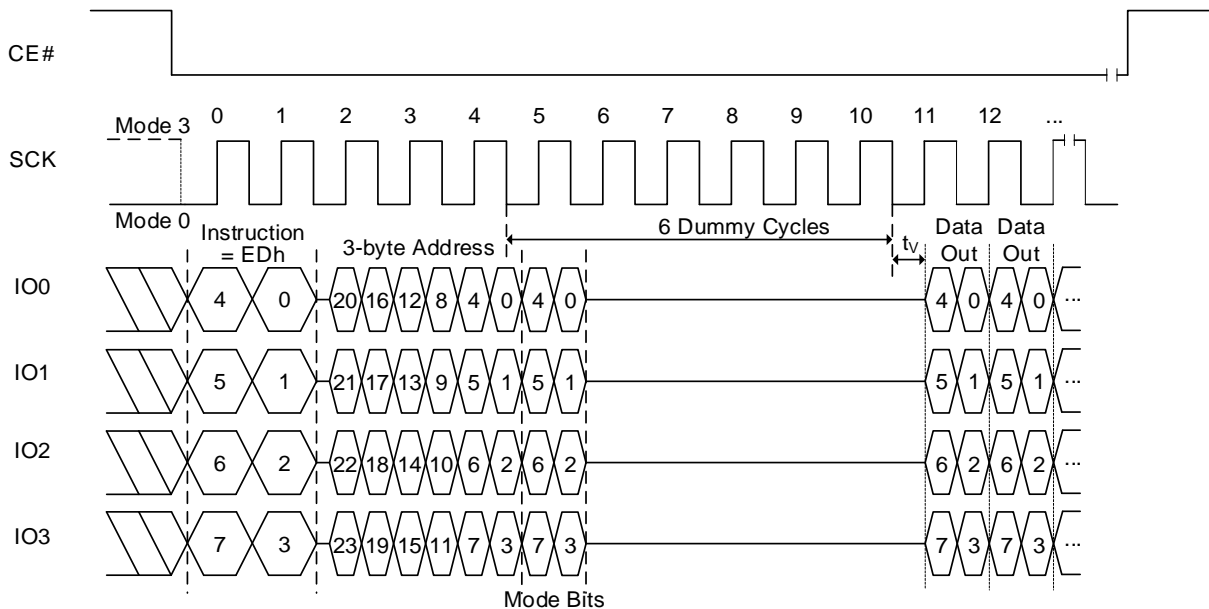 CE#
0 1 2 3 4 5 6 7 8 9 10 11 12 ...
Mode 3
SCK
Mode 0
Instruction
= EDh
3-byte Address
6 Dummy Cycles
tV
Data
Out
Data
Out
IO0 4 0 20 16 12 8 4 0 4 0 4 0 4 0 ...
IO1 5 1 21 17 13 9 5 1 5 1 5 1 5 1 ...
IO2 6 2 22 18 14 10 6 2 6 2 6 2 6 2 ...
IO3 7 3 23 19 15 11 7 3 7 3 7 3 7 3 ...
Mode Bits